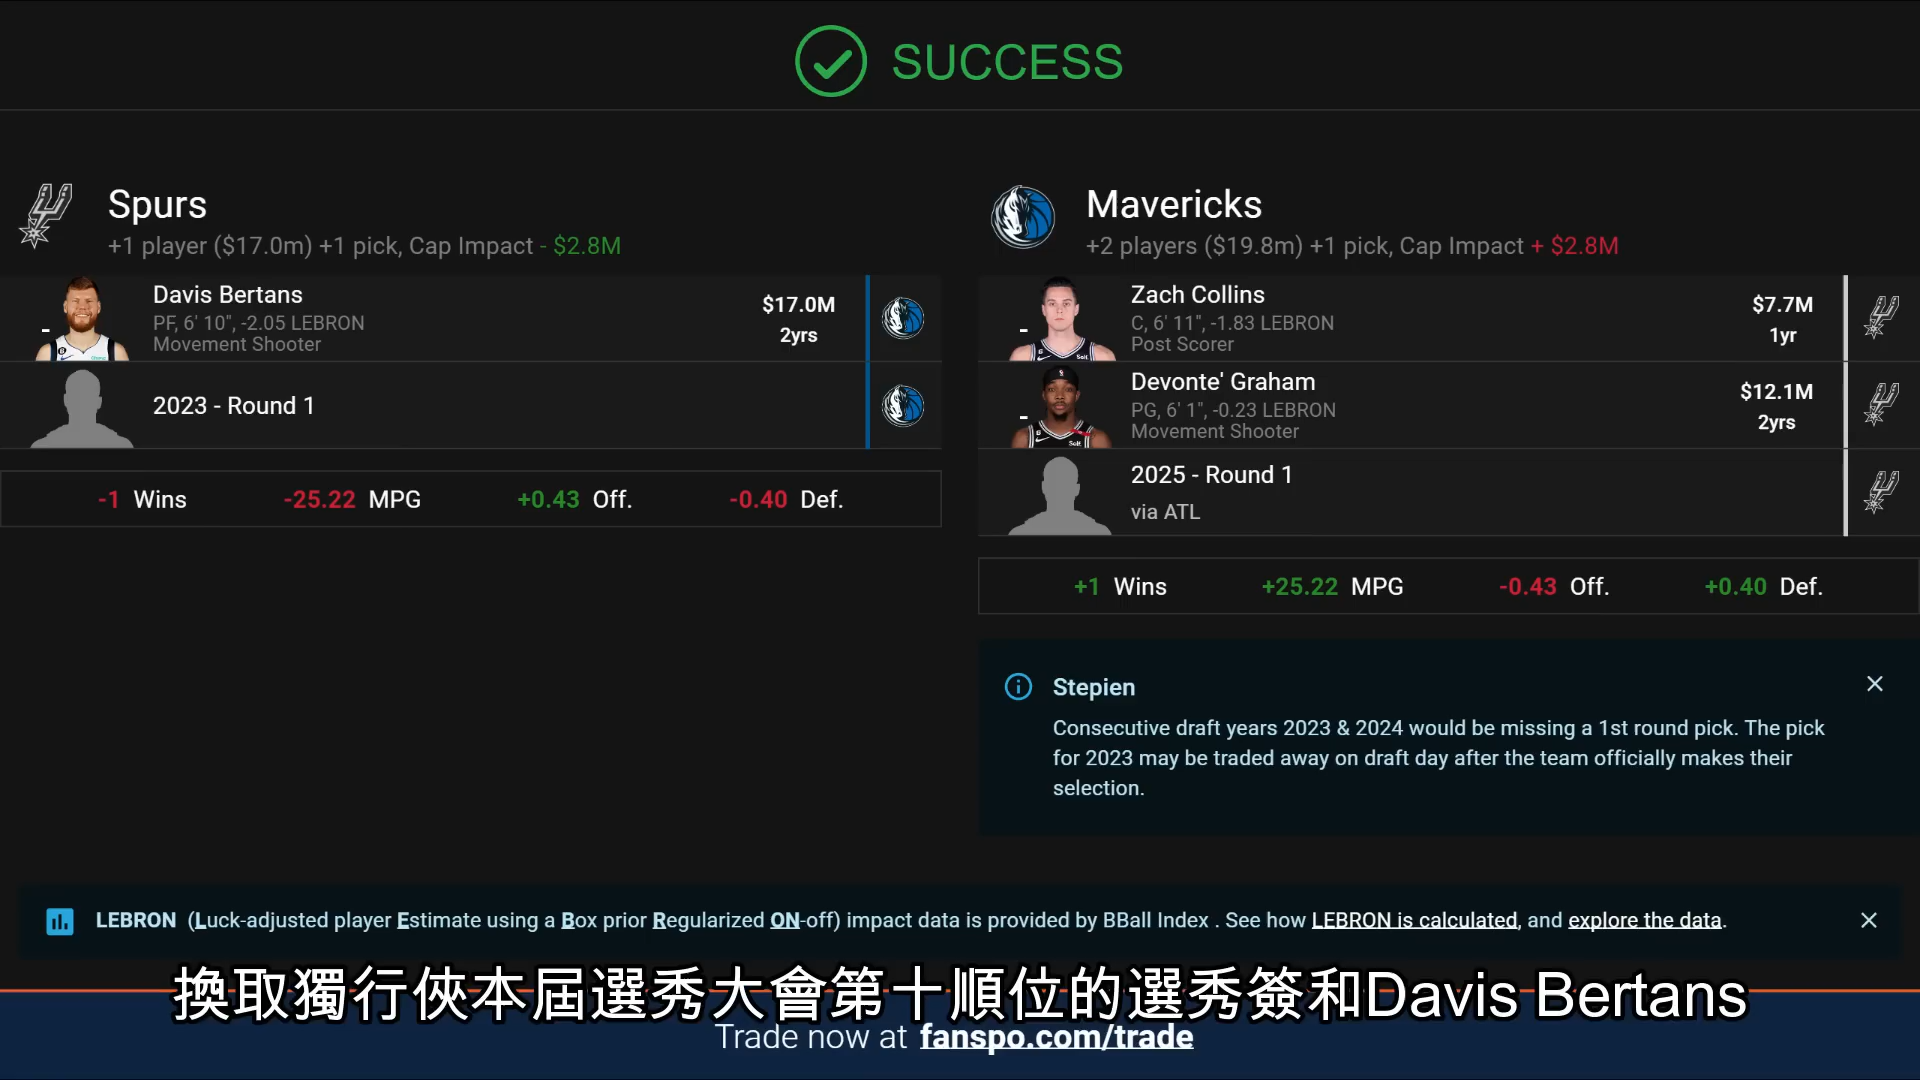 SUCCESS
Spurs
+1 player ($17.0m) +1 pick, Cap Impact - $2.8M
Davis Bertans
PF, 6' 10", -2.05 LEBRON
Movement Shooter
$17.0M
2yrs
2023 - Round 1
-1 Wins -25.22 MPG +0.43 Off. -0.40 Def.
Mavericks
+2 players ($19.8m) +1 pick, Cap Impact + $2.8M
Zach Collins
C, 6' 11", -1.83 LEBRON
Post Scorer
$7.7M
1yr
Devonte' Graham
PG, 6' 1", -0.23 LEBRON
Movement Shooter
$12.1M
2yrs
2025 - Round 1
via ATL
+1 Wins +25.22 MPG -0.43 Off. +0.40 Def.
Stepien
Consecutive draft years 2023 & 2024 would be missing a 1st round pick. The pick
for 2023 may be traded away on draft day after the team officially makes their
selection.
LEBRON (Luck-adjusted player Estimate using a Box prior Regularized ON-off) impact data is provided by BBall Index . See how LEBRON is calculated, and explore the data.
換取獨行俠本屆選秀大會第十順位的選秀簽和Davis Bertans
Trade now at fanspo.com/trade